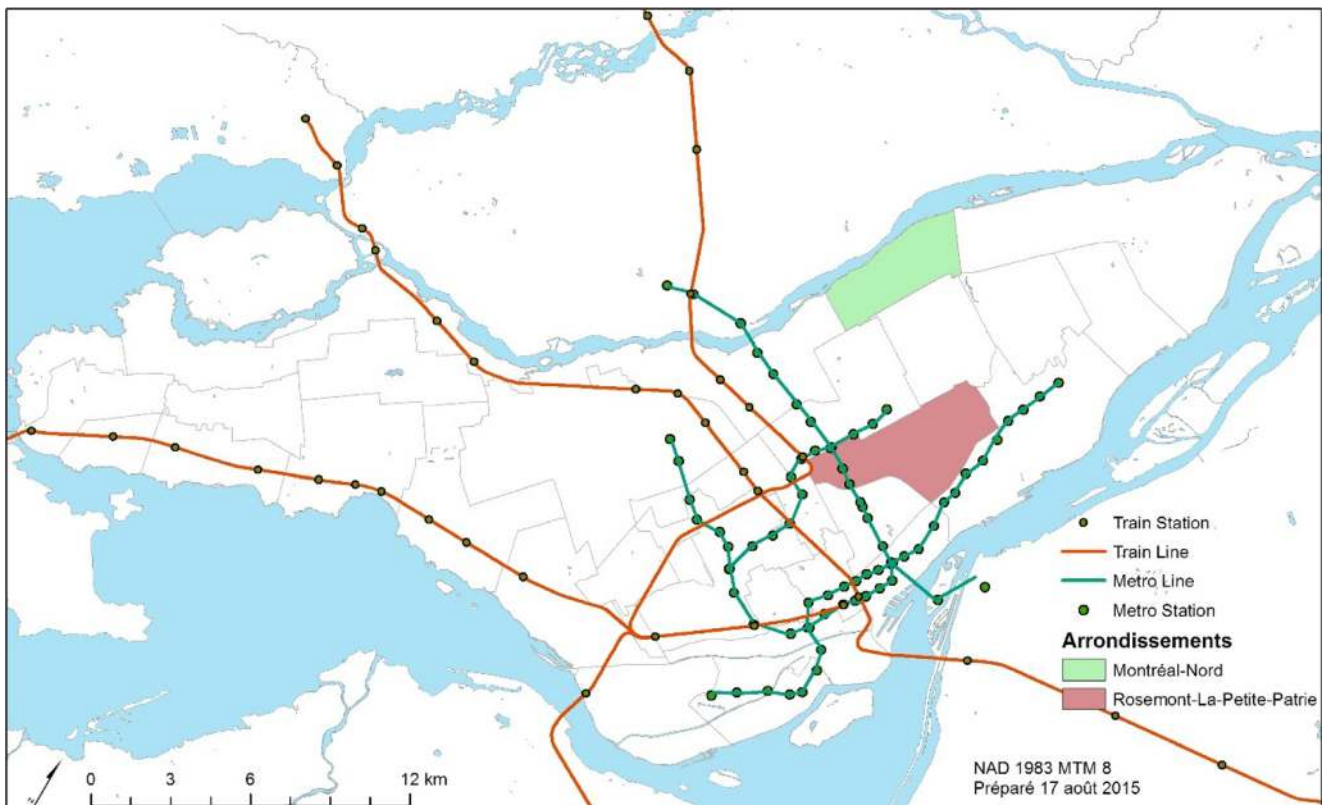 Train Station
Train Line
Metro Line
Metro Station
Arrondissements
Montréal-Nord
Rosemont-La-Petite-Patrie
0 3 6 12 km
NAD 1983 MTM 8
Préparé 17 août 2015